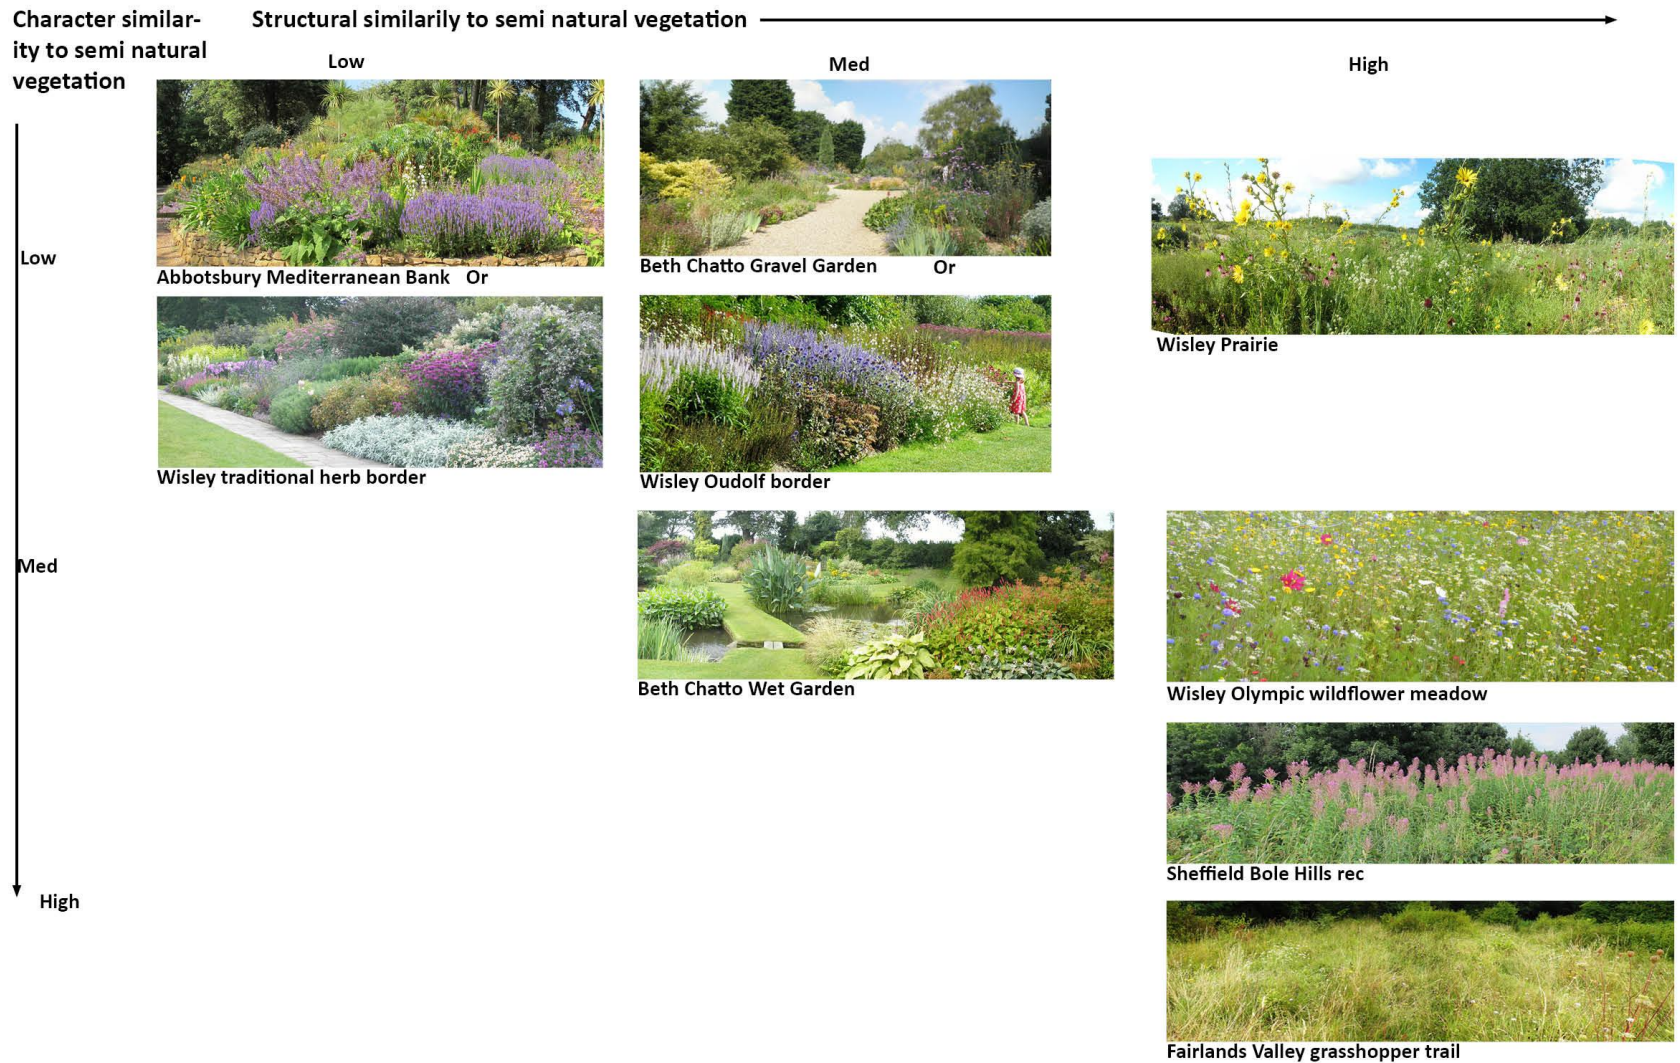 Character similar-
ity to semi natural
vegetation
Structural similarily to semi natural vegetation
Low
Med
High
Low
Abbotsbury Mediterranean Bank Or
Beth Chatto Gravel Garden Or
Wisley Prairie
Wisley traditional herb border
Wisley Oudolf border
Med
Beth Chatto Wet Garden
Wisley Olympic wildflower meadow
Sheffield Bole Hills rec
High
Fairlands Valley grasshopper trail